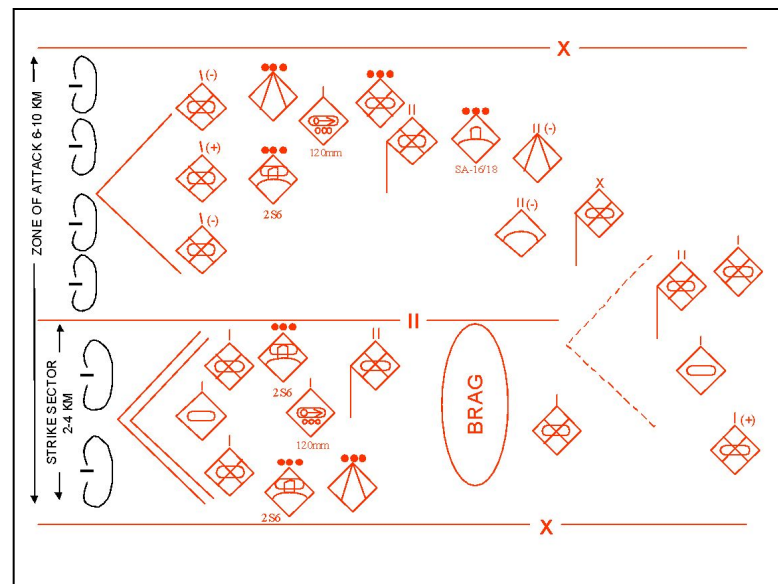 X
I (-)
I
II
120mm
SA-16/18
II (-)
I (+)
2S6
I (-)
II (-)
X
II
I
ZONE OF ATTACK 6-10 KM
II
STRIKE SECTOR
2-4 KM
I
I
I
2S6
120mm
II
I
2S6
BRAG
I
I
I (+)
X